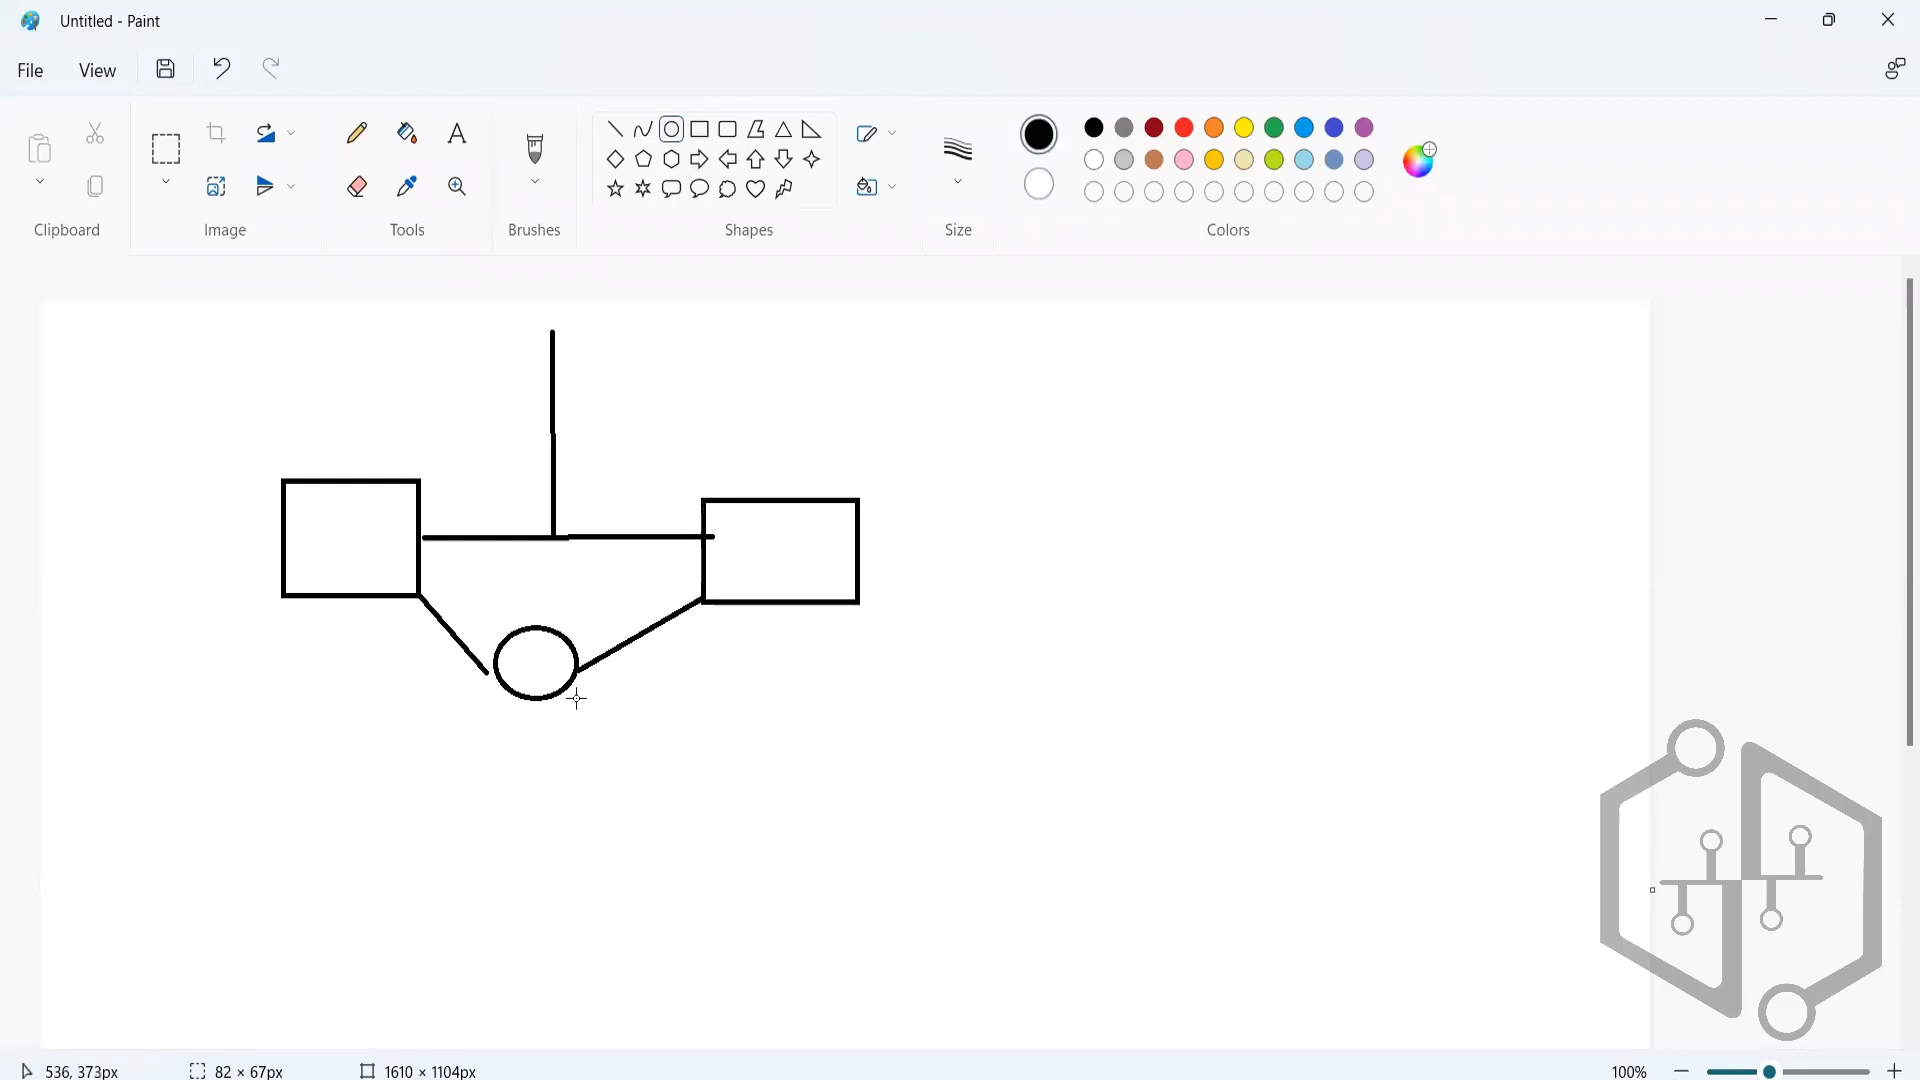 Untitled - Paint
File View
Clipboard Image Tools Brushes Shapes Size Colors
536, 373px 82 × 67px 1610 × 1104px 100%